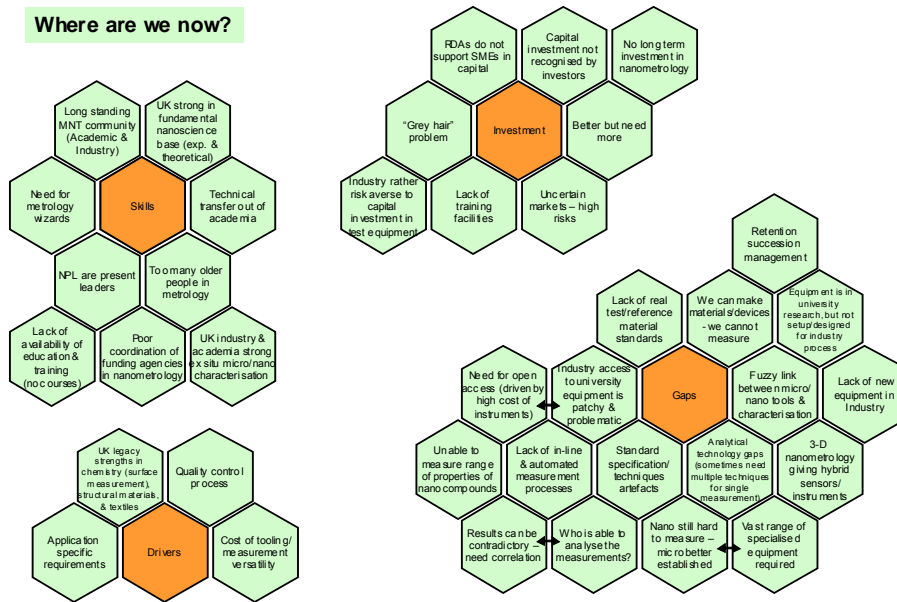 Where are we now?
Long standing
MNT community
(Academic &
Industry)
UK strong in
fundamental
nanoscience
base (exp. &
theoretical)
Need for
metrology
wizards
Skills
Technical
transfer out of
academia
NPL are present
leaders
Too many older
people in
metrology
Lack of
availability of
education &
training
(no courses)
Poor
coordination of
funding agencies
in nanometrology
UK industry &
academia strong
ex situ micro/nano
characterisation
RDAs do not
support SMEs in
capital
Capital
investment not
recognised by
investors
No long term
investment in
nanometrology
"Grey hair"
problem
Investment
Better but need
more
Industry rather
risk averse to
capital
investment in
test equipment
Lack of
training
facilities
Uncertain
markets – high
risks
UK legacy
strengths in
chemistry (surface
measurement),
structural materials,
& textiles
Quality control
process
Application
specific
requirements
Drivers
Cost of tooling/
measurement
versatility
Retention
succession
management
Lack of real
test/reference
material
standards
We can make
materials/devices
- we cannot
measure
Equipment is in
university
research, but not
setup/designed for
industry process
Need for open
access (driven by
high cost of
instruments)
Industry access
to university
equipment is
patchy &
problematic
Gaps
Fuzzy link
between micro/
nano tools &
characterisation
Lack of new
equipment in
Industry
Unable to
measure range
of properties of
nano compounds
Lack of in-line
& automated
measurement
processes
Standard
specification/
techniques
artefacts
Analytical
technology gaps
(sometimes need
multiple techniques
for single
measurement)
3-D
nanometrology
giving hybrid
sensors/
instruments
Results can be
contradictory –
need correlation
Who is able to
analyse the
measurements?
Nano still hard
to measure –
micro better
established
Vast range of
specialised
equipment
required